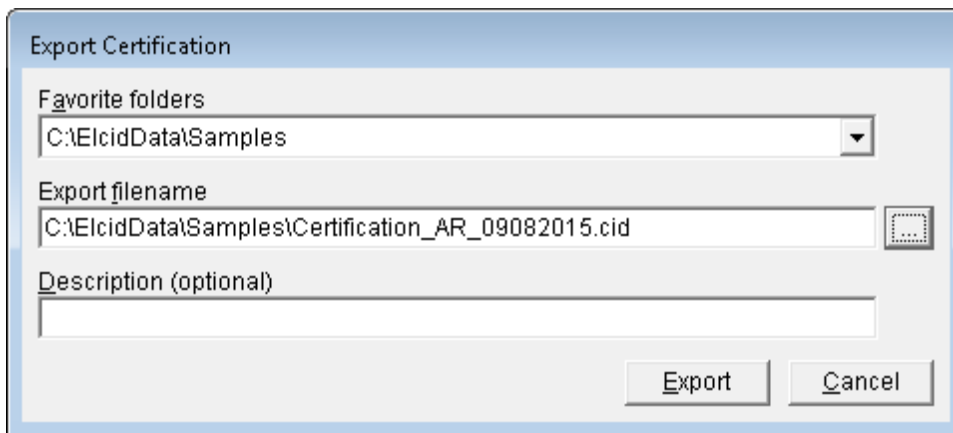 Export Certification
Favorite folders
C:\ElcidData\Samples
Export filename
C:\ElcidData\Samples\Certification_AR_09082015.cid
...
Description (optional)
Export
Cancel